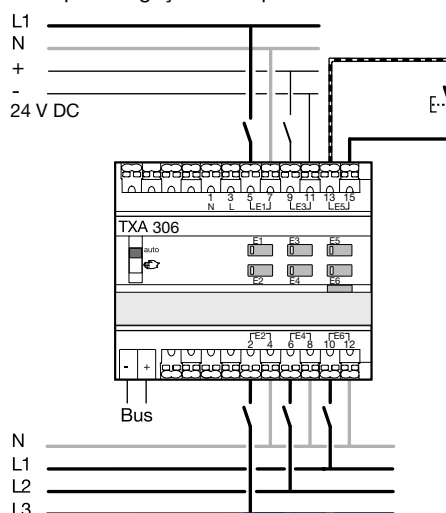 L1
N
+
-
24 V DC
1 3 5 7 9 11 13 15
N L E1 E3 E5
TXA 306
auto
E1 E3 E5
E2 E4 E6
E2 E4 E6
2 4 6 8 10 12
- +
Bus
N
L1
L2
L3